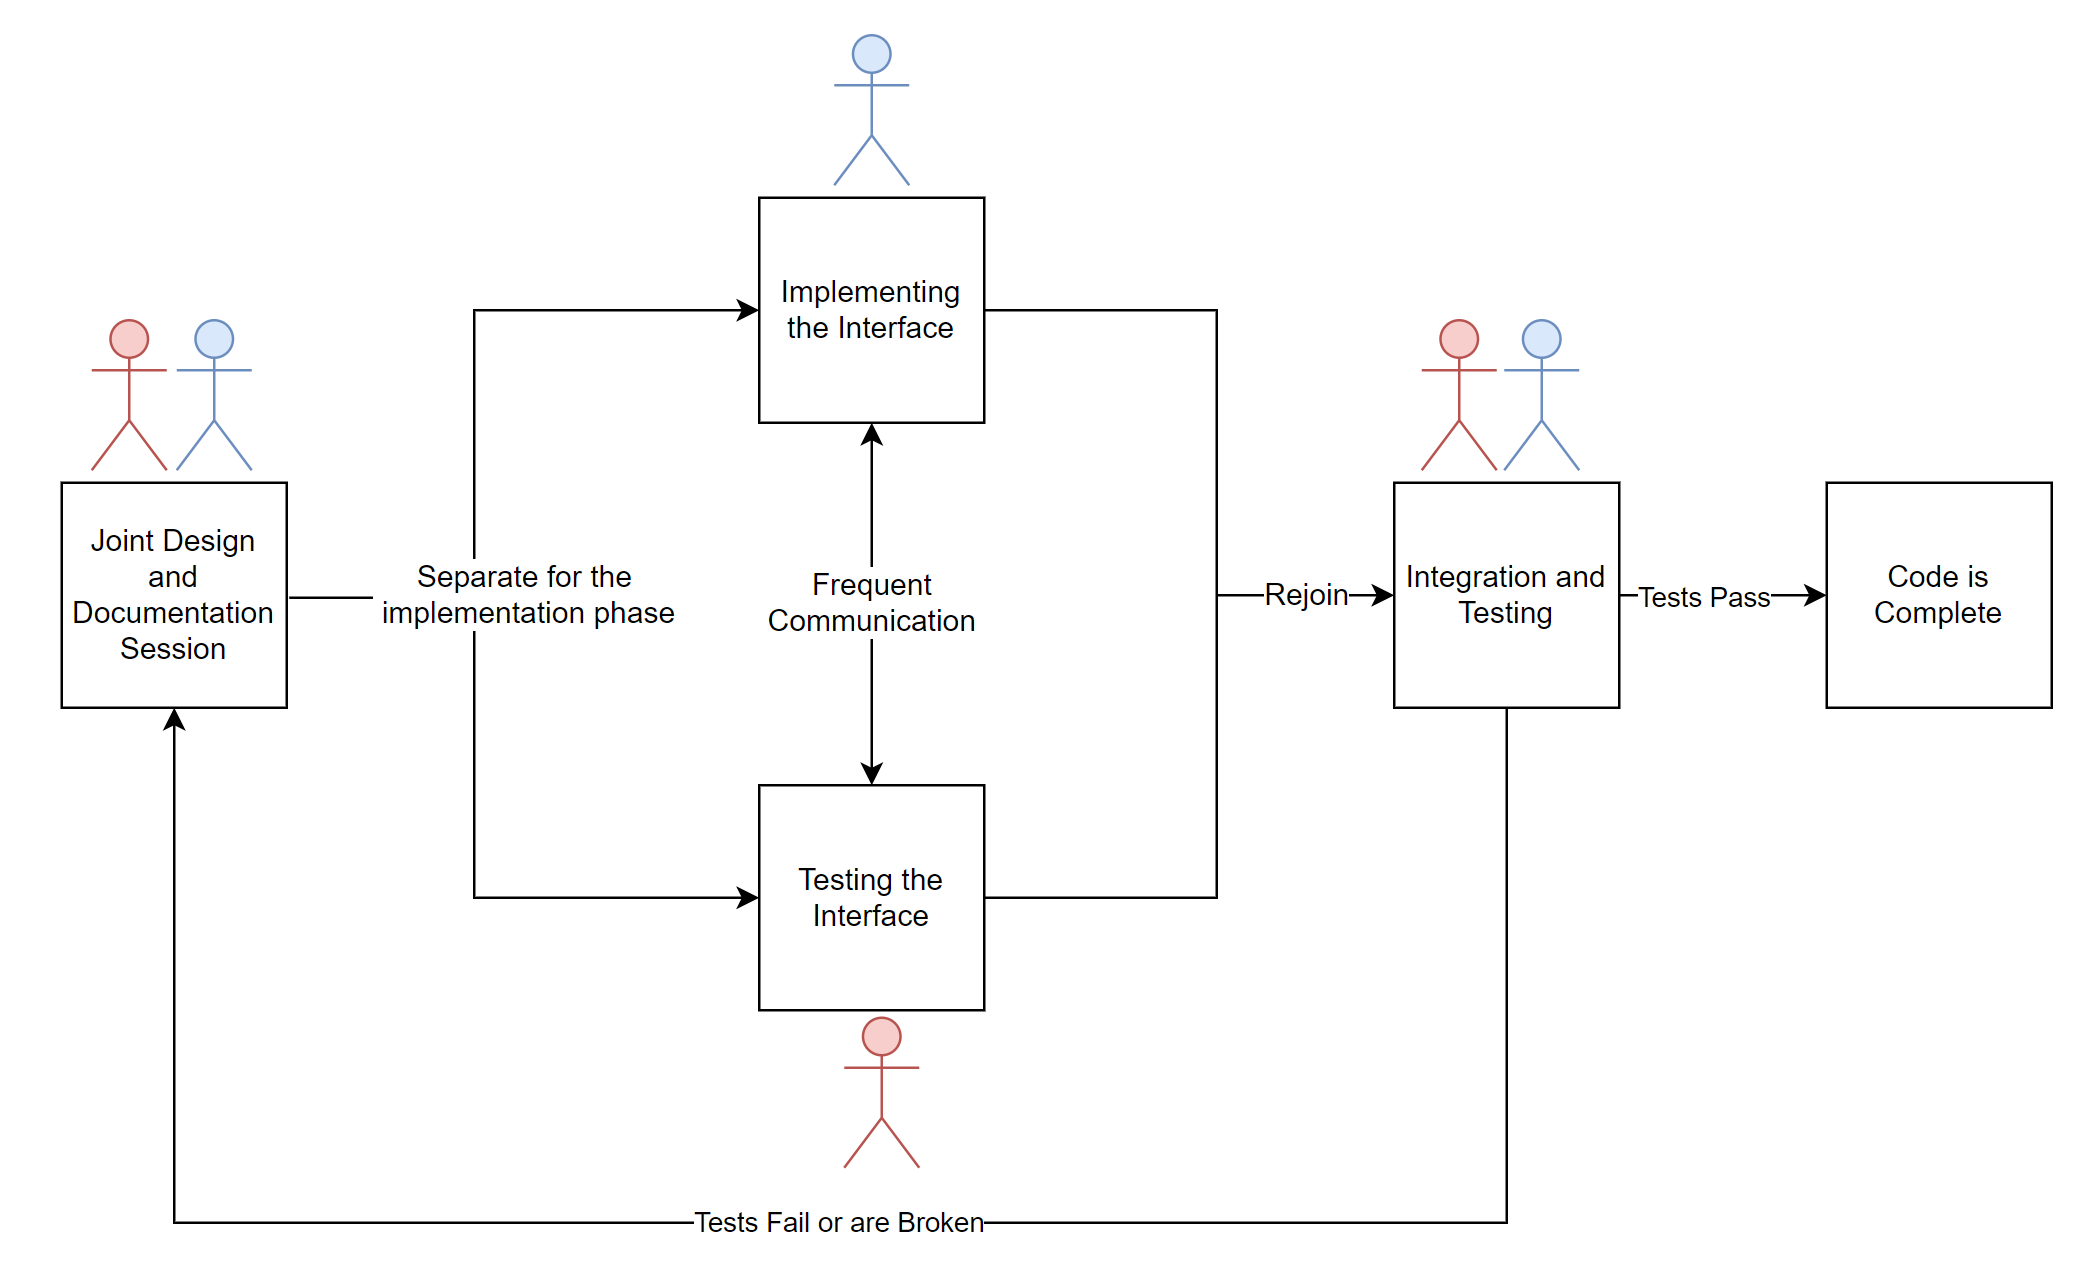 Implementing
the Interface
Joint Design
and
Documentation
Session
Separate for the
implementation phase
Frequent
Communication
Rejoin
Integration and
Testing
Tests Pass
Code is
Complete
Testing the
Interface
Tests Fail or are Broken